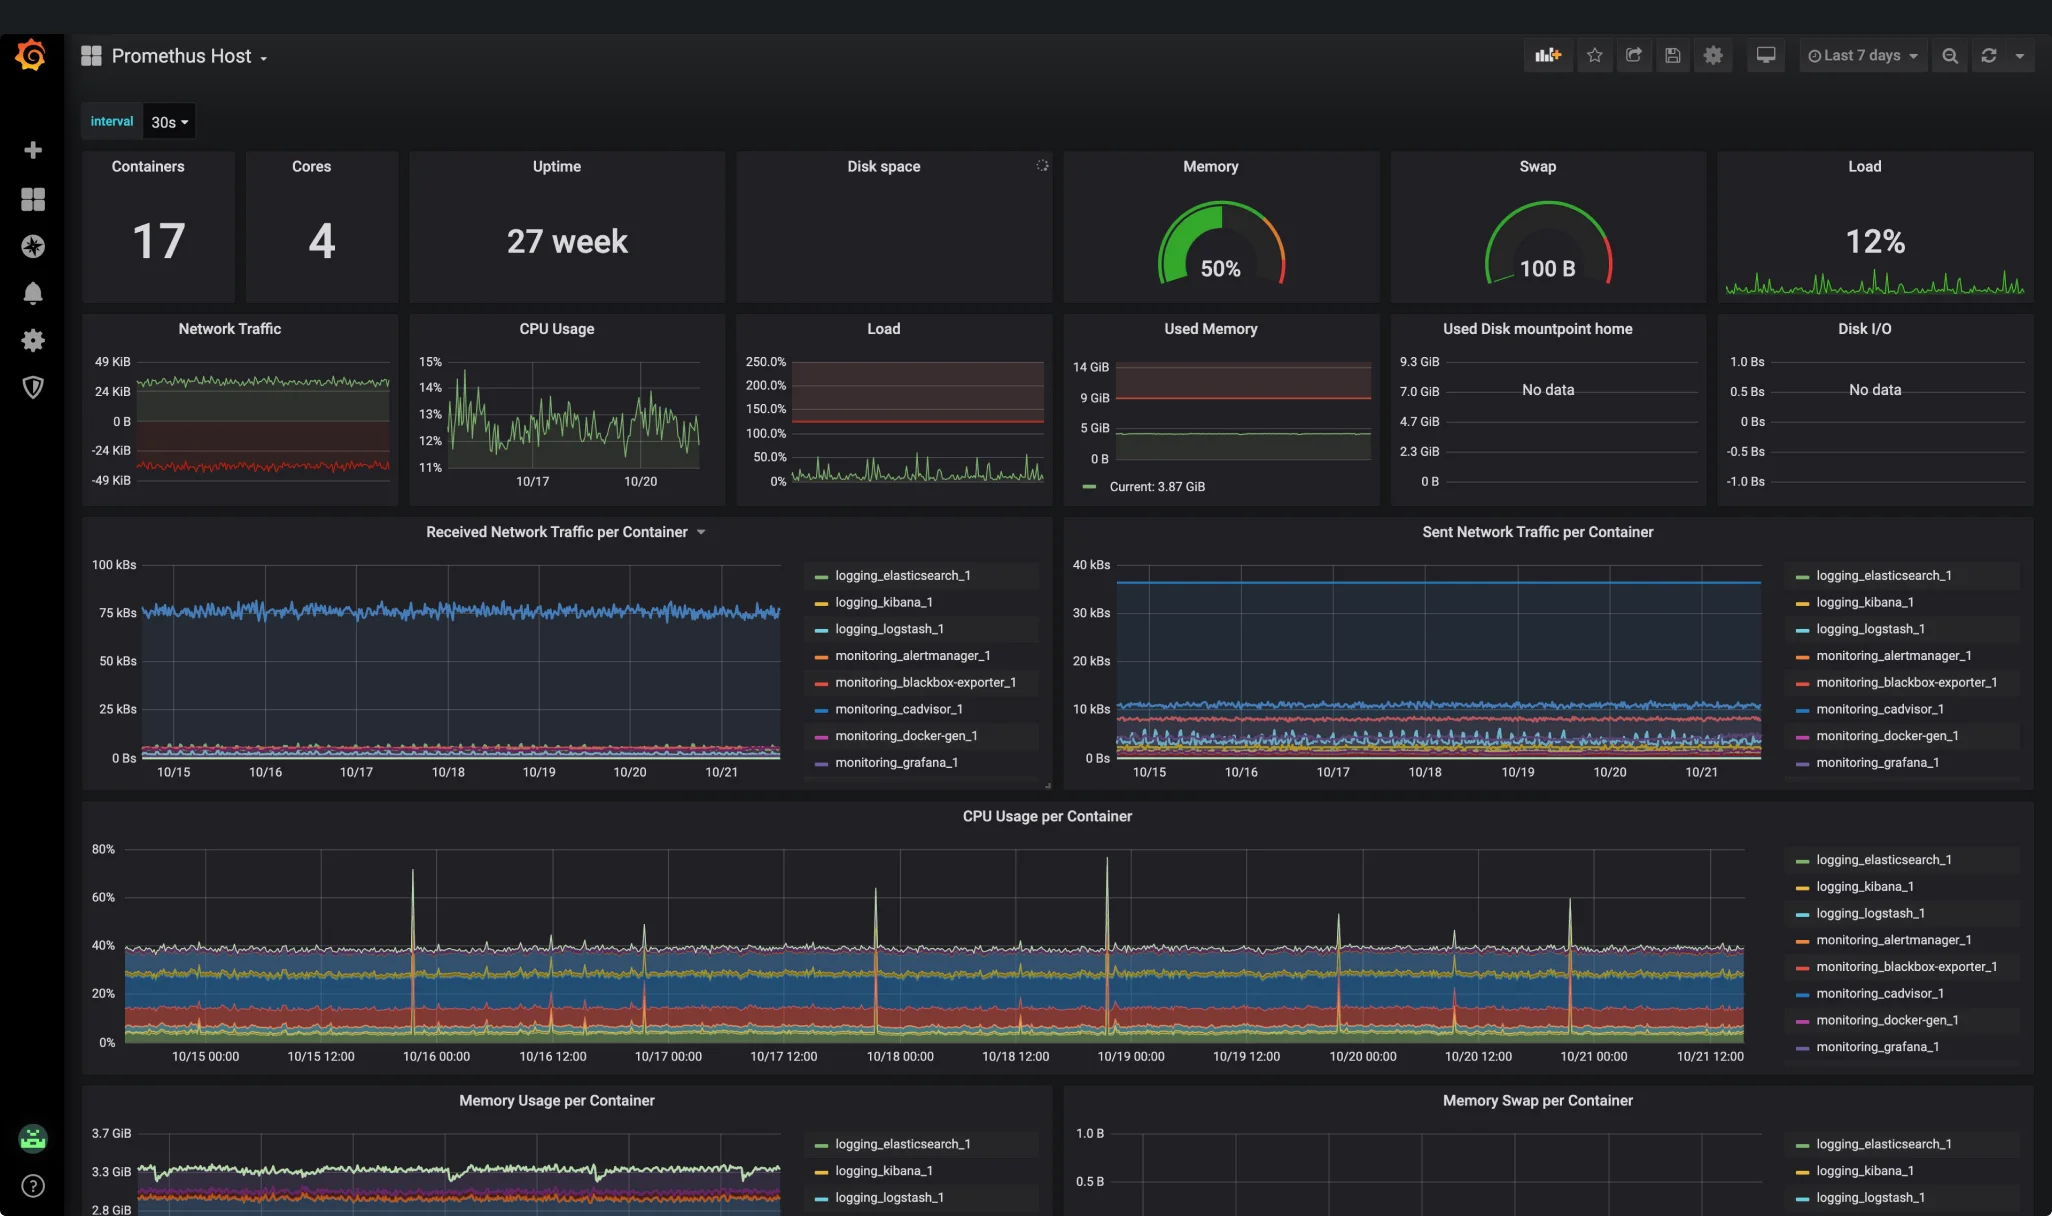 Promethus Host
Last 7 days
interval 30s
Containers
17
Cores
4
Uptime
27 week
Disk space
Memory
50%
Swap
100 B
Load
12%
Network Traffic
49 KiB
24 KiB
0 B
-24 KiB
-49 KiB
CPU Usage
15%
14%
13%
12%
11%
10/17 10/20
Load
250.0%
200.0%
150.0%
100.0%
50.0%
0%
Used Memory
14 GiB
9 GiB
5 GiB
0 B
Current: 3.87 GiB
Used Disk mountpoint home
9.3 GiB
7.0 GiB
4.7 GiB
2.3 GiB
0 B
No data
Disk I/O
1.0 Bs
0.5 Bs
0 Bs
-0.5 Bs
-1.0 Bs
No data
Received Network Traffic per Container
100 kBs
75 kBs
50 kBs
25 kBs
0 Bs
10/15 10/16 10/17 10/18 10/19 10/20 10/21
logging_elasticsearch_1
logging_kibana_1
logging_logstash_1
monitoring_alertmanager_1
monitoring_blackbox-exporter_1
monitoring_cadvisor_1
monitoring_docker-gen_1
monitoring_grafana_1
Sent Network Traffic per Container
40 kBs
30 kBs
20 kBs
10 kBs
0 Bs
10/15 10/16 10/17 10/18 10/19 10/20 10/21
logging_elasticsearch_1
logging_kibana_1
logging_logstash_1
monitoring_alertmanager_1
monitoring_blackbox-exporter_1
monitoring_cadvisor_1
monitoring_docker-gen_1
monitoring_grafana_1
CPU Usage per Container
80%
60%
40%
20%
0%
10/15 00:00 10/15 12:00 10/16 00:00 10/16 12:00 10/17 00:00 10/17 12:00 10/18 00:00 10/18 12:00 10/19 00:00 10/19 12:00 10/20 00:00 10/20 12:00 10/21 00:00 10/21 12:00
logging_elasticsearch_1
logging_kibana_1
logging_logstash_1
monitoring_alertmanager_1
monitoring_blackbox-exporter_1
monitoring_cadvisor_1
monitoring_docker-gen_1
monitoring_grafana_1
Memory Usage per Container
3.7 GiB
3.3 GiB
2.8 GiB
logging_elasticsearch_1
logging_kibana_1
logging_logstash_1
Memory Swap per Container
1.0 B
0.5 B
logging_elasticsearch_1
logging_kibana_1
logging_logstash_1